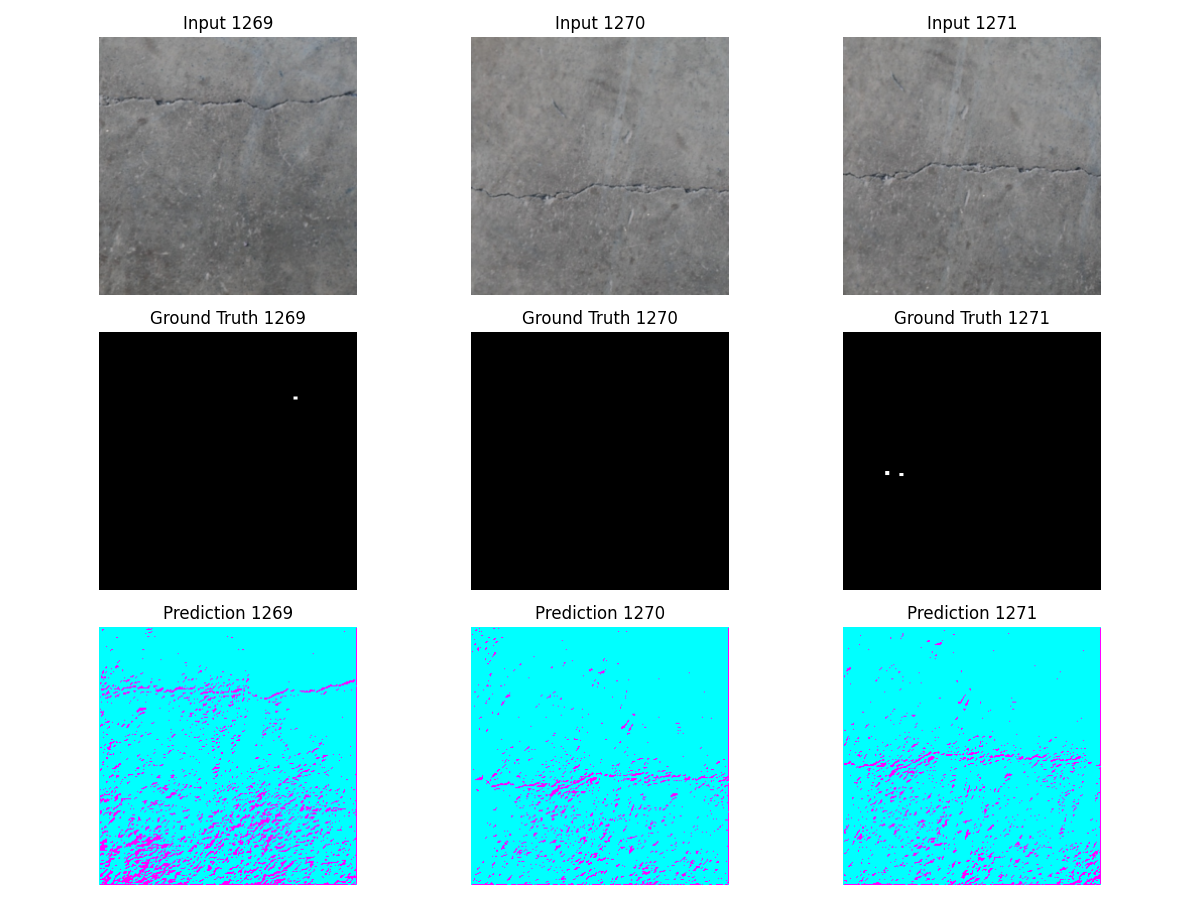 Input 1269
Input 1270
Input 1271
Ground Truth 1269
Ground Truth 1270
Ground Truth 1271
Prediction 1269
Prediction 1270
Prediction 1271